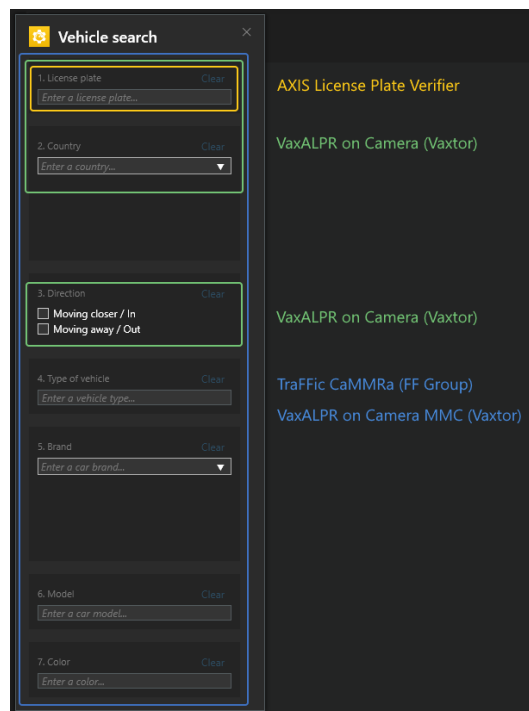 Vehicle search
1. License plate Clear
Enter a license plate...
AXIS License Plate Verifier
2. Country Clear
VaxALPR on Camera (Vaxtor)
Enter a country...
3. Direction Clear
Moving closer / In
VaxALPR on Camera (Vaxtor)
Moving away / Out
4. Type of vehicle Clear
TraFFic CaMMRa (FF Group)
Enter a vehicle type...
VaxALPR on Camera MMC (Vaxtor)
5. Brand Clear
Enter a car brand...
6. Model Clear
Enter a car model...
7. Color Clear
Enter a color...